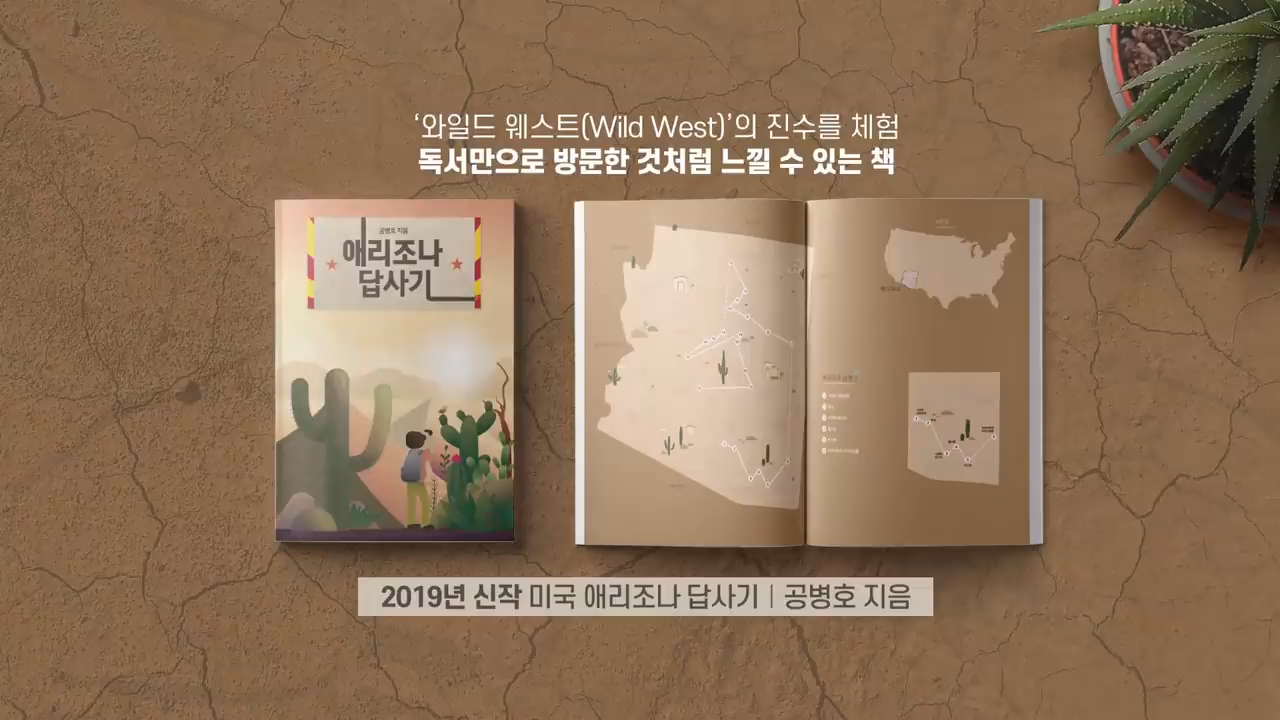 ‘와일드 웨스트(Wild West)’의 진수를 체험
독서만으로 방문한 것처럼 느낄 수 있는 책
공병호 지음
애리조나
답사기
2019년 신작 미국 애리조나 답사기 | 공병호 지음